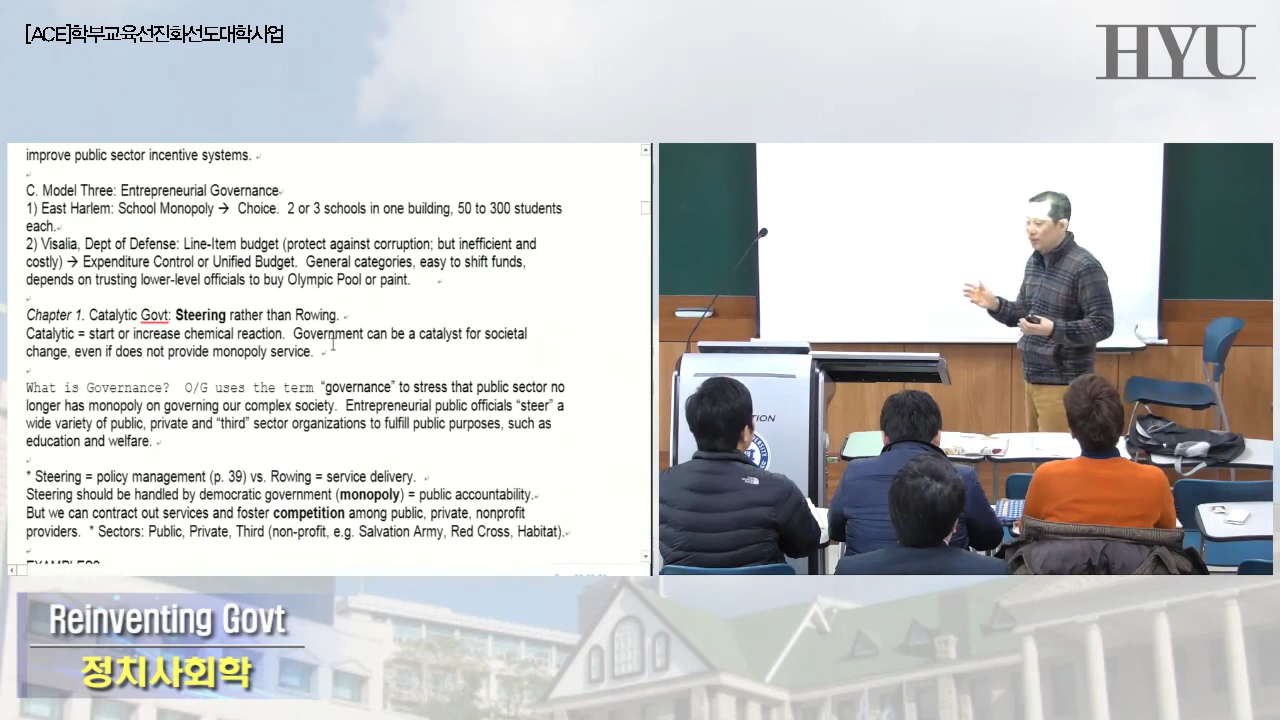 [ACE]학부교육선진화선도대학사업
HYU
improve public sector incentive systems.
C. Model Three: Entrepreneurial Governance
1) East Harlem: School Monopoly → Choice. 2 or 3 schools in one building, 50 to 300 students
each.
2) Visalia, Dept of Defense: Line-Item budget (protect against corruption; but inefficient and
costly) → Expenditure Control or Unified Budget. General categories, easy to shift funds,
depends on trusting lower-level officials to buy Olympic Pool or paint.
Chapter 1. Catalytic Govt: Steering rather than Rowing.
Catalytic = start or increase chemical reaction. Government can be a catalyst for societal
change, even if does not provide monopoly service.
What is Governance? O/G uses the term “governance” to stress that public sector no
longer has monopoly on governing our complex society. Entrepreneurial public officials “steer” a
wide variety of public, private and “third” sector organizations to fulfill public purposes, such as
education and welfare.
* Steering = policy management (p. 39) vs. Rowing = service delivery.
Steering should be handled by democratic government (monopoly) = public accountability.
But we can contract out services and foster competition among public, private, nonprofit
providers. * Sectors: Public, Private, Third (non-profit, e.g. Salvation Army, Red Cross, Habitat).
Reinventing Govt
정치사회학